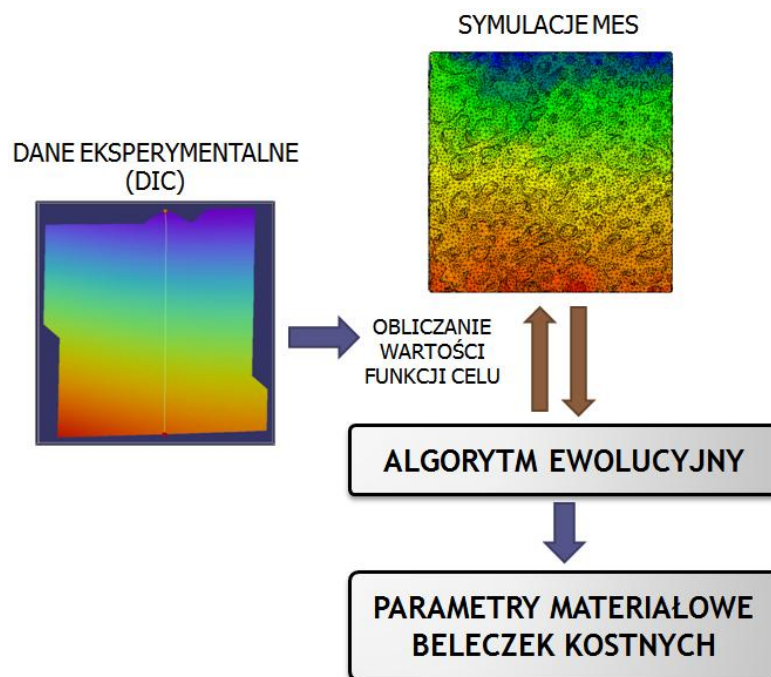 SYMULACJE MES
DANE EKSPERYMENTALNE
(DIC)
OBLICZANIE
WARTOŚCI
FUNKCJI CELU
ALGORYTM EWOLUCYJNY
PARAMETRY MATERIAŁOWE
BELECZEK KOSTNYCH